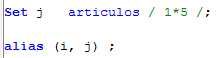 Set j   articulos / 1*5 /;
alias (i, j) ;